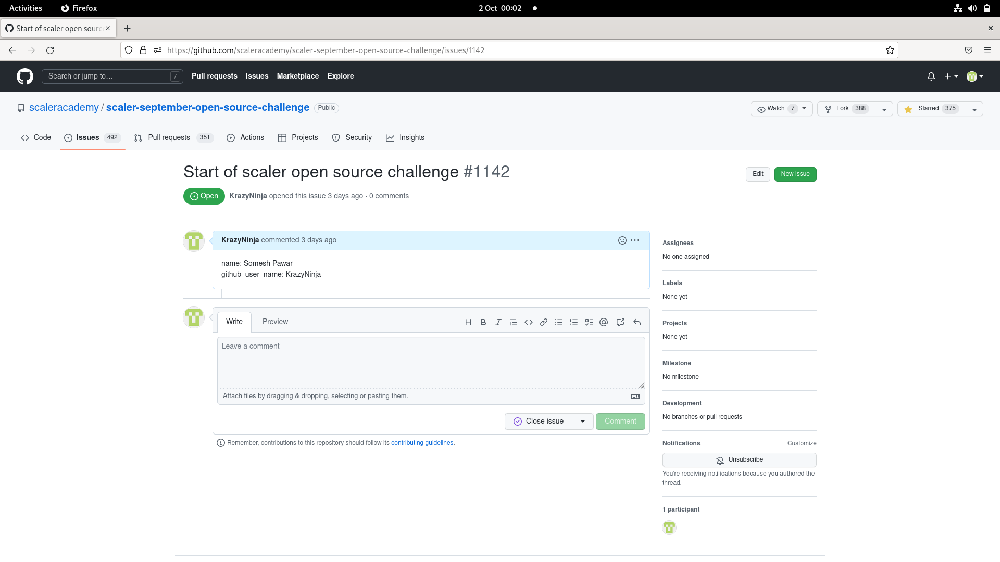 Activities Firefox 2 Oct 00:02
Start of scaler open sourc
https://github.com/scaleracademy/scaler-september-open-source-challenge/issues/1142
Search or jump to… / Pull requests Issues Marketplace Explore
scaleracademy / scaler-september-open-source-challenge Public Watch 7 Fork 388 Starred 375
Code Issues 492 Pull requests 351 Actions Projects Security Insights
Start of scaler open source challenge #1142 Edit New issue
Open KrazyNinja opened this issue 3 days ago · 0 comments
KrazyNinja commented 3 days ago
name: Somesh Pawar
github_user_name: KrazyNinja
Write Preview
Leave a comment
Attach files by dragging & dropping, selecting or pasting them.
Close issue Comment
Remember, contributions to this repository should follow its contributing guidelines.
Assignees
No one assigned
Labels
None yet
Projects
None yet
Milestone
No milestone
Development
No branches or pull requests
Notifications Customize
Unsubscribe
You're receiving notifications because you authored the
thread.
1 participant